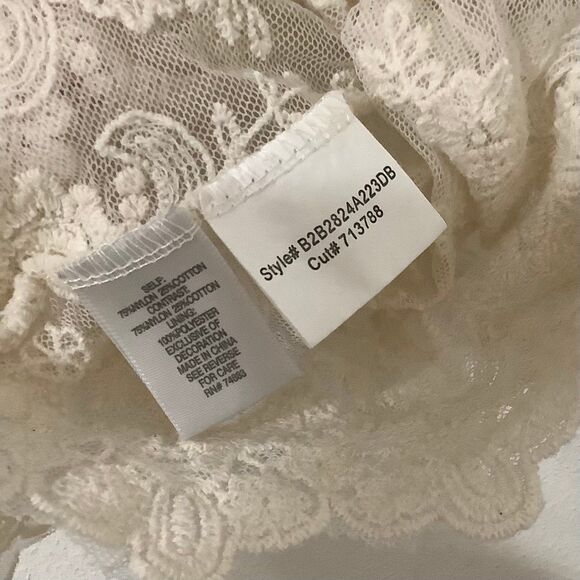 SELF:
75%NYLON 25%COTTON
CONTRAST:
75%NYLON 25%COTTON
LINING:
100%POLYESTER
EXCLUSIVE OF
DECORATION
MADE IN CHINA
SEE REVERSE
FOR CARE
RN# 74883
Style# B2B2824A223DB
Cut# 713788